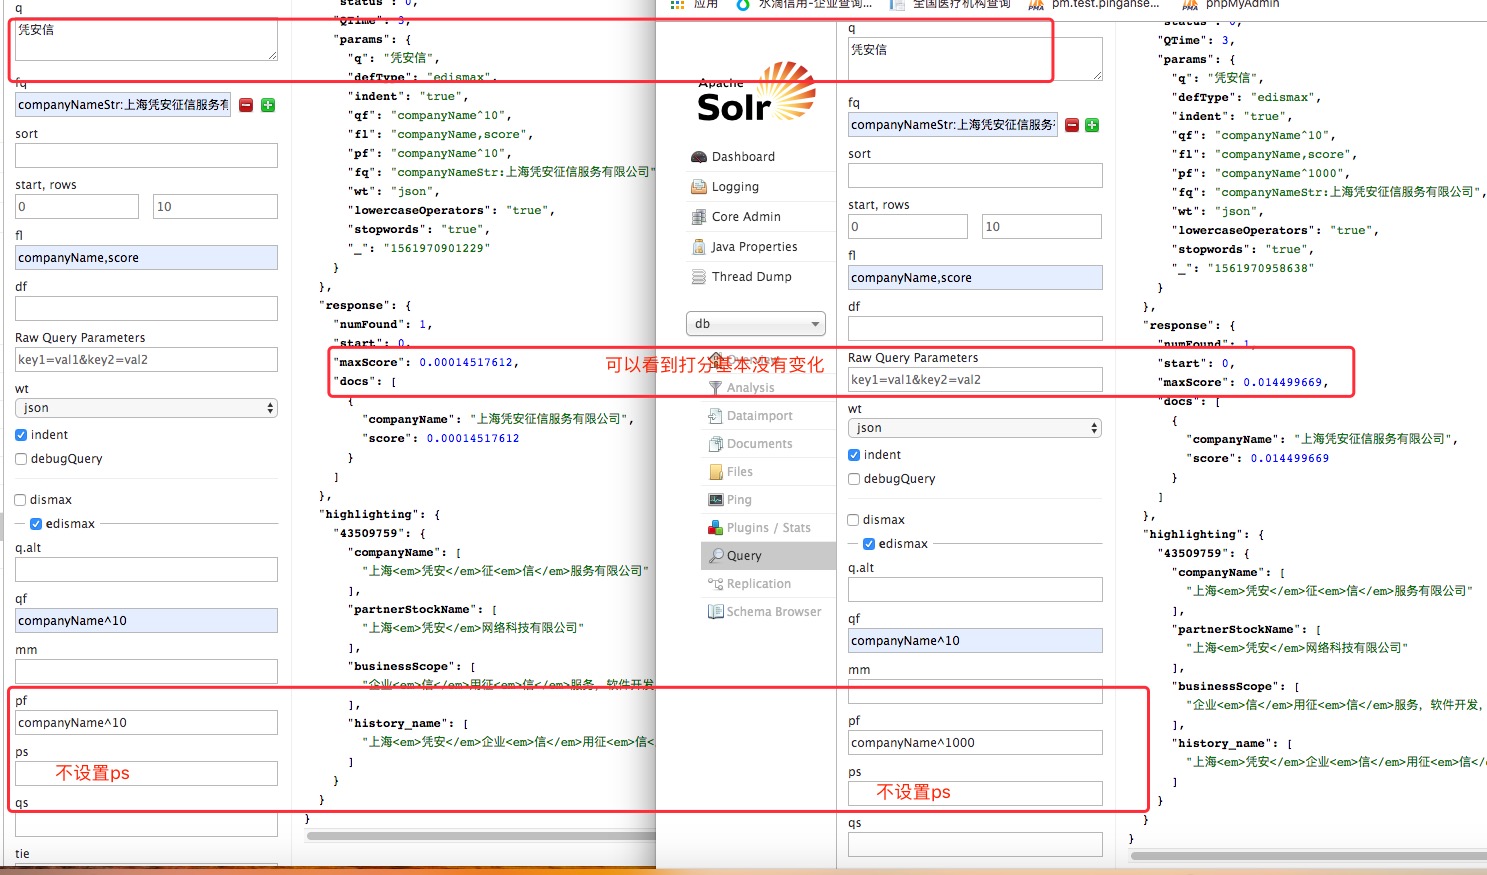 q
凭安信
fq
companyNameStr:上海凭安征信服务有
sort
start, rows
0
10
fl
companyName,score
df
Raw Query Parameters
key1=val1&key2=val2
wt
json
indent
debugQuery
dismax
edismax
q.alt
qf
companyName^10
mm
pf
companyName^10
ps
不设置ps
qs
tie
"status": 0,
"QTime": 3,
"params": {
"q": "凭安信",
"defType": "edismax",
"indent": "true",
"qf": "companyName^10",
"fl": "companyName,score",
"pf": "companyName^10",
"fq": "companyNameStr:上海凭安征信服务有限公司"
"wt": "json",
"lowercaseOperators": "true",
"stopwords": "true",
"_": "1561970901229"
}
},
"response": {
"numFound": 1,
"start": 0,
"maxScore": 0.00014517612,
"docs": [
{
"companyName": "上海凭安征信服务有限公司",
"score": 0.00014517612
}
]
},
"highlighting": {
"43509759": {
"companyName": [
"上海<em>凭安</em>征<em>信</em>服务有限公司"
],
"partnerStockName": [
"上海<em>凭安</em>网络科技有限公司"
],
"businessScope": [
"企业<em>信</em>用征<em>信</em>服务，软件开发
],
"history_name": [
"上海<em>凭安</em>企业<em>信</em>用征<em>信<
]
}
}
}
可以看到打分基本没有变化
应用
水滴信用-企业查询...
全国医疗机构查询
pm.test.pinganse...
phpMyAdmin
Apache
Solr
Dashboard
Logging
Core Admin
Java Properties
Thread Dump
db
Analysis
Dataimport
Documents
Files
Ping
Plugins / Stats
Query
Replication
Schema Browser
q
凭安信
fq
companyNameStr:上海凭安征信服务
sort
start, rows
0
10
fl
companyName,score
df
Raw Query Parameters
key1=val1&key2=val2
wt
json
indent
debugQuery
dismax
edismax
q.alt
qf
companyName^10
mm
pf
companyName^1000
ps
不设置ps
qs
"status": 0,
"QTime": 3,
"params": {
"q": "凭安信",
"defType": "edismax",
"indent": "true",
"qf": "companyName^10",
"fl": "companyName,score",
"pf": "companyName^1000",
"fq": "companyNameStr:上海凭安征信服务有限公司",
"wt": "json",
"lowercaseOperators": "true",
"stopwords": "true",
"_": "1561970958638"
}
},
"response": {
"numFound": 1,
"start": 0,
"maxScore": 0.014499669,
"docs": [
{
"companyName": "上海凭安征信服务有限公司",
"score": 0.014499669
}
]
},
"highlighting": {
"43509759": {
"companyName": [
"上海<em>凭安</em>征<em>信</em>服务有限公司"
],
"partnerStockName": [
"上海<em>凭安</em>网络科技有限公司"
],
"businessScope": [
"企业<em>信</em>用征<em>信</em>服务，软件开发，
],
"history_name": [
"上海<em>凭安</em>企业<em>信</em>用征<em>信</
]
}
}
}